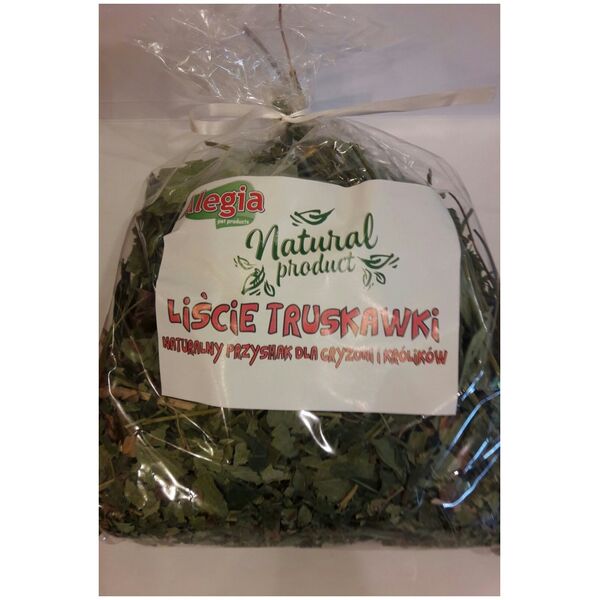 Alegia
pet products
Natural
product
LIŚCIE TRUSKAWKI
NATURALNY PRZYSMAK DLA GRYZONI I KRÓLIKÓW